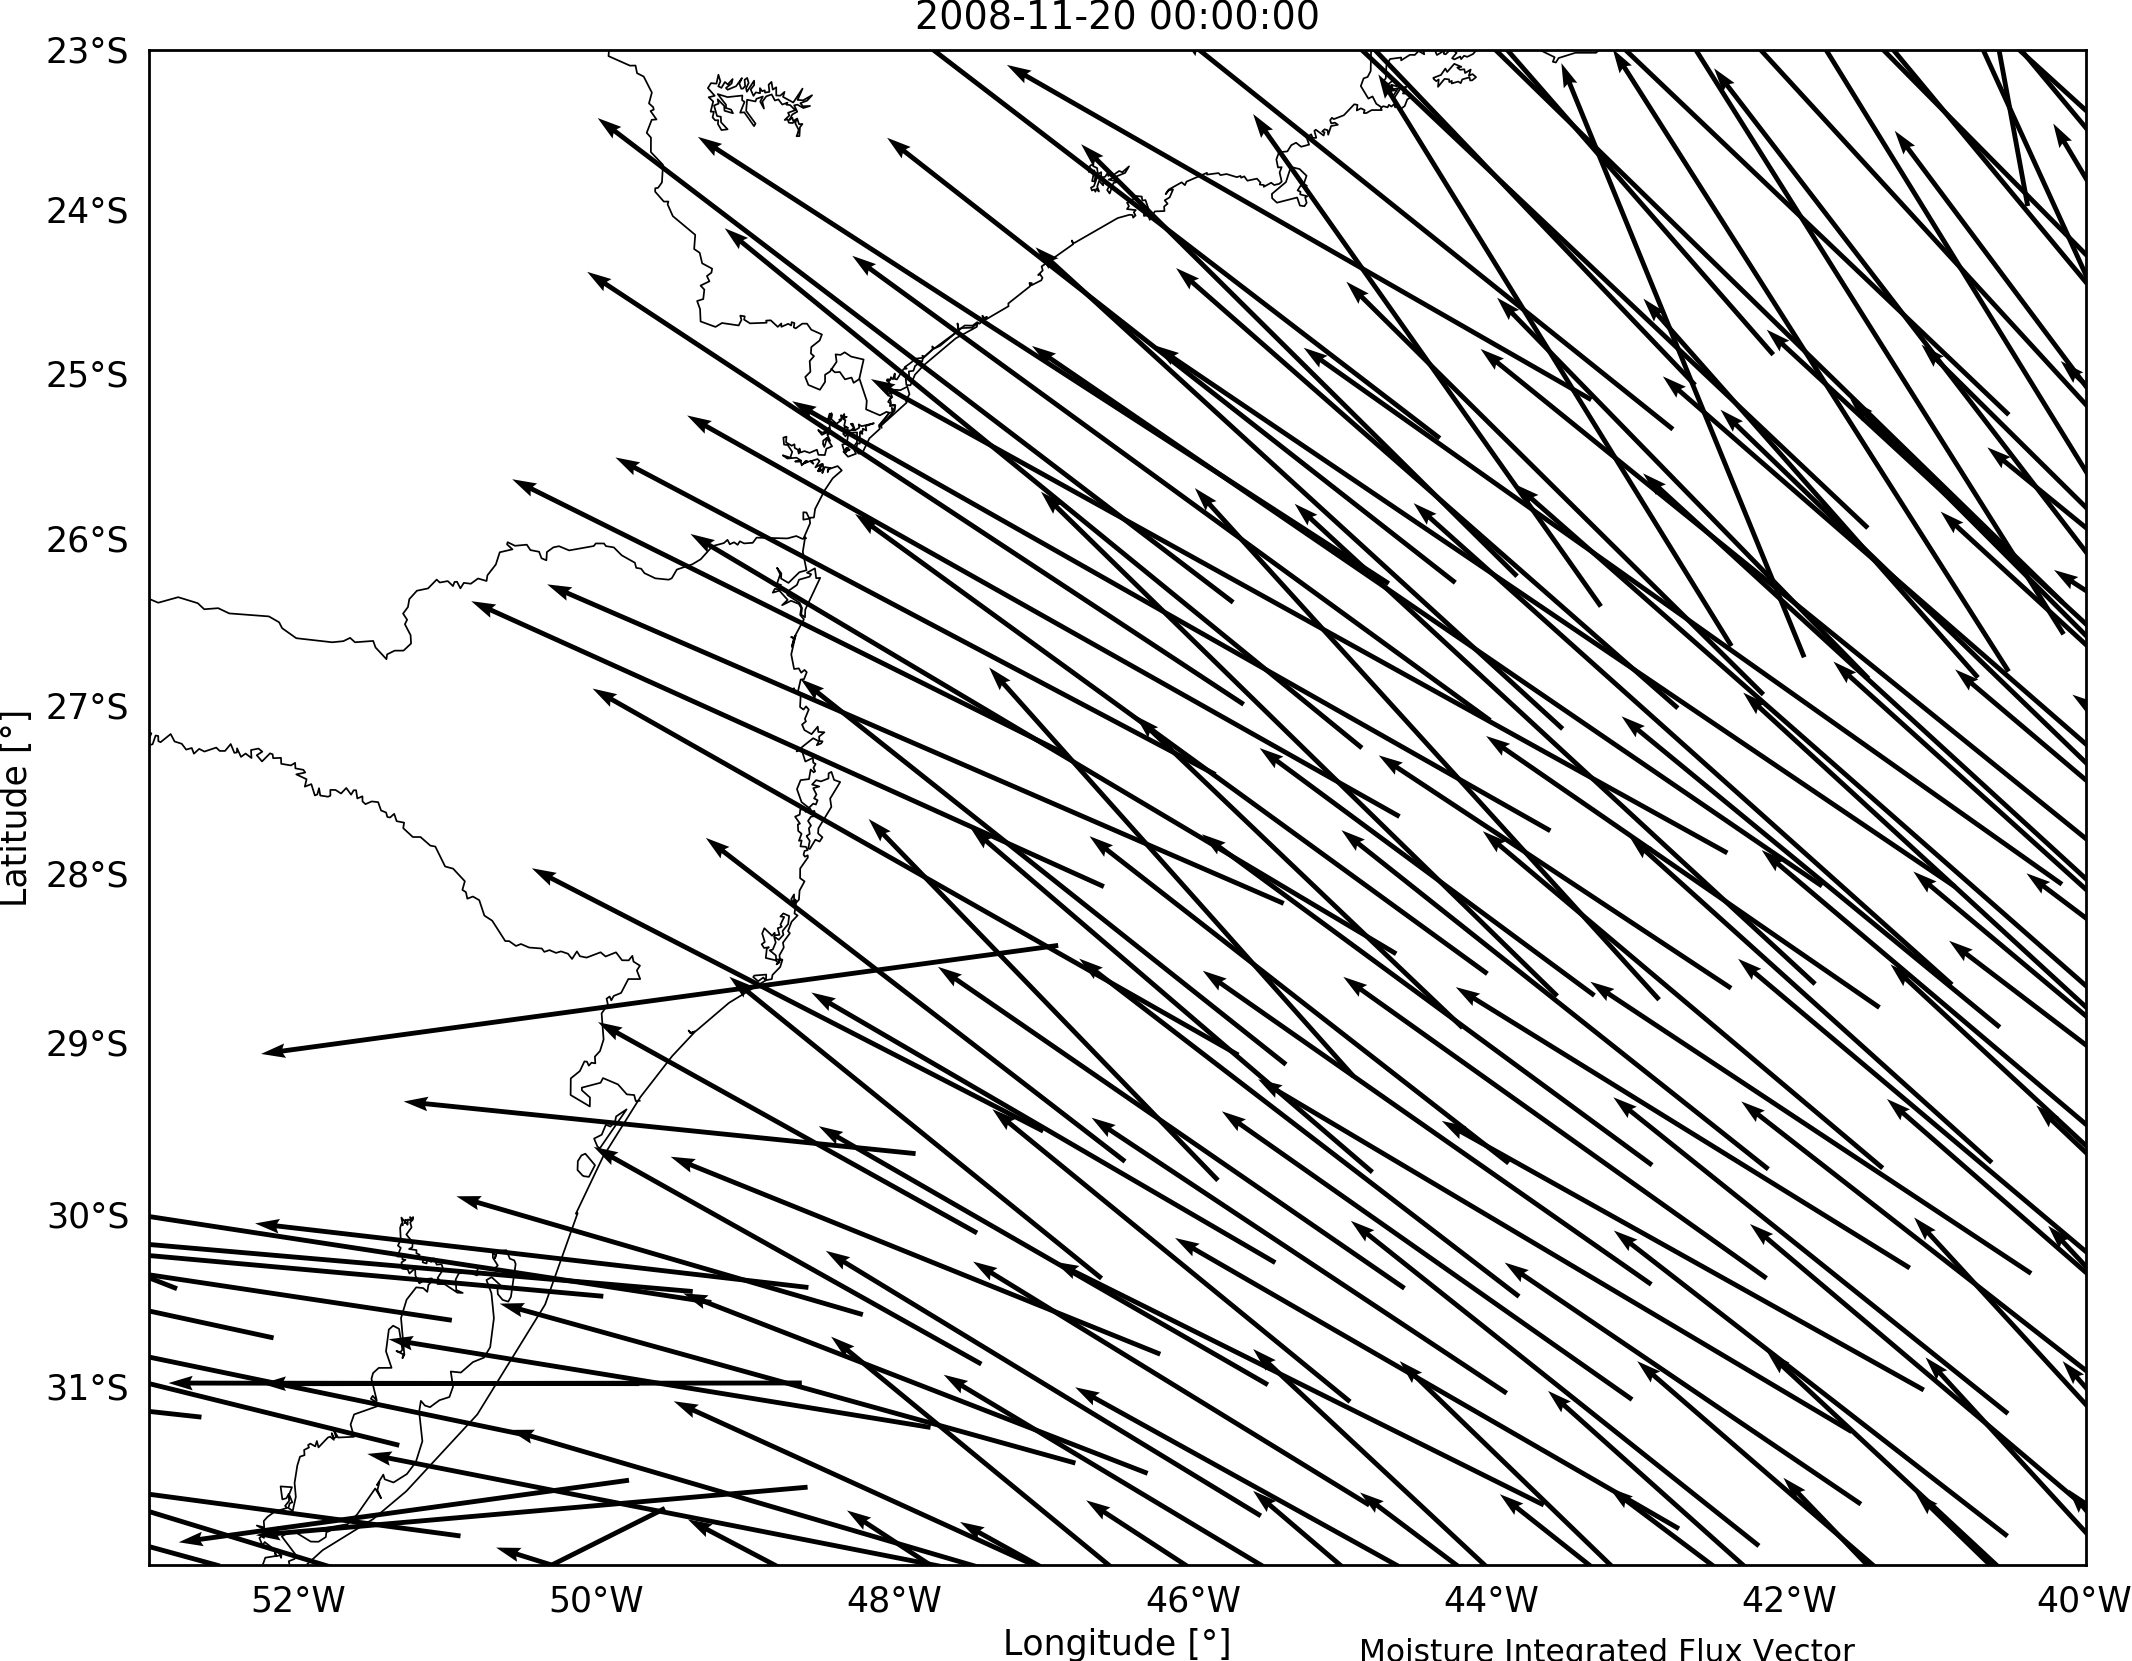 2008-11-20 00:00:00
23°S
24°S
25°S
26°S
27°S
28°S
29°S
30°S
31°S
Latitude [°]
52°W 50°W 48°W 46°W 44°W 42°W 40°W
Longitude [°]
Moisture Integrated Flux Vector